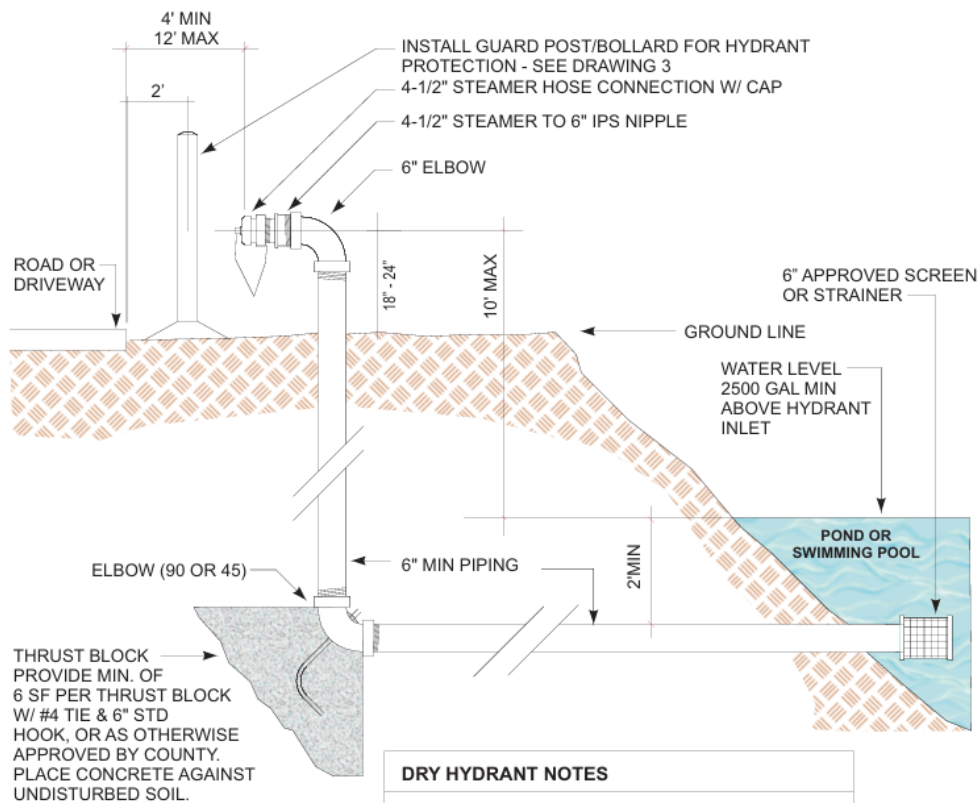 4' MIN
12' MAX
2'
INSTALL GUARD POST/BOLLARD FOR HYDRANT
PROTECTION - SEE DRAWING 3
4-1/2" STEAMER HOSE CONNECTION W/ CAP
4-1/2" STEAMER TO 6" IPS NIPPLE
6" ELBOW
ROAD OR
DRIVEWAY
18" - 24"
10' MAX
6" APPROVED SCREEN
OR STRAINER
GROUND LINE
WATER LEVEL
2500 GAL MIN
ABOVE HYDRANT
INLET
POND OR
SWIMMING POOL
ELBOW (90 OR 45)
6" MIN PIPING
2'MIN
THRUST BLOCK
PROVIDE MIN. OF
6 SF PER THRUST BLOCK
W/ #4 TIE & 6" STD
HOOK, OR AS OTHERWISE
APPROVED BY COUNTY.
PLACE CONCRETE AGAINST
UNDISTURBED SOIL.
DRY HYDRANT NOTES